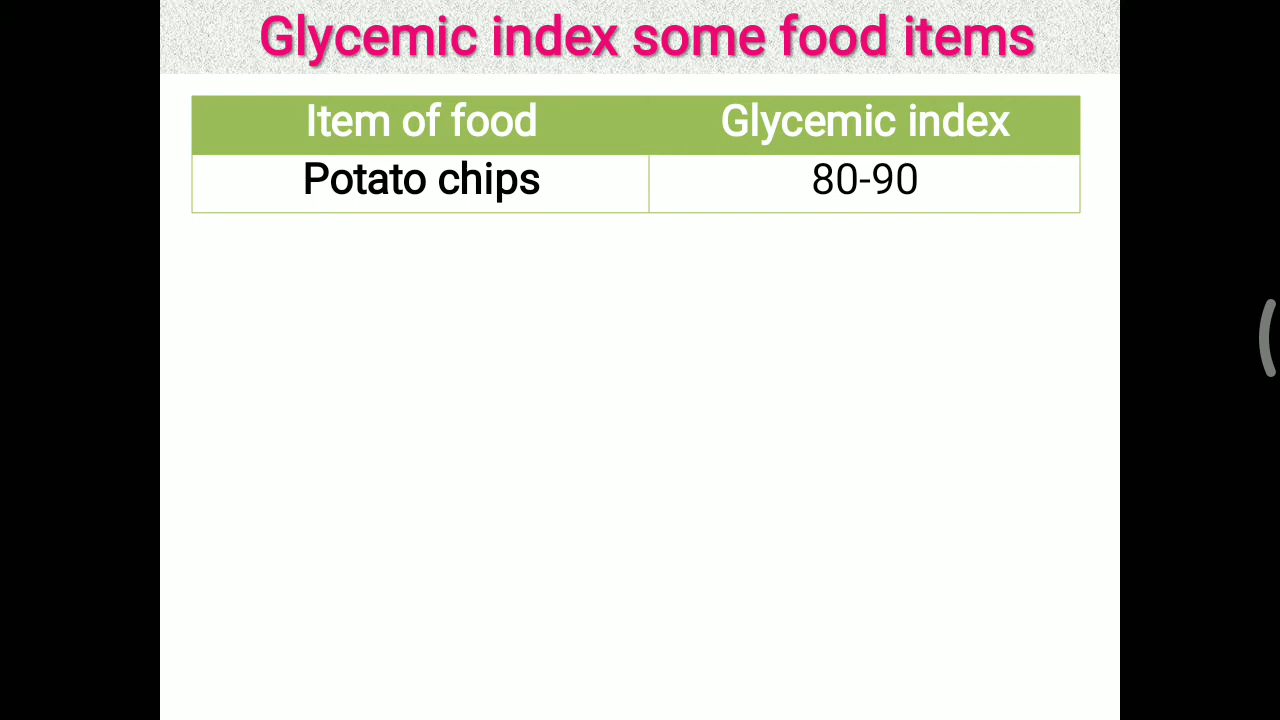 Glycemic index some food items
Item of food Glycemic index
Potato chips 80-90